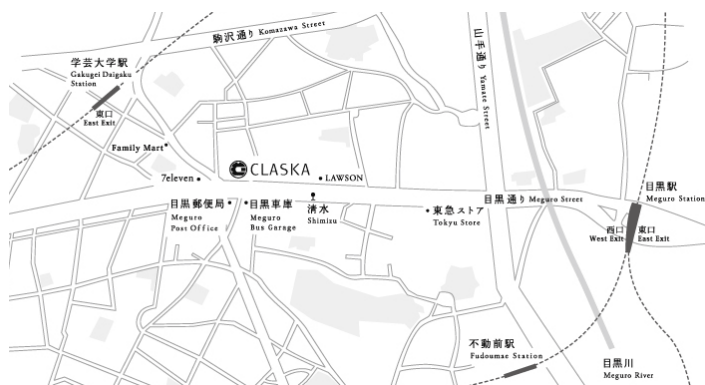 駒沢通り Komazawa Street
学芸大学駅
Gakugei Daigaku
Station
東口
East Exit
山手通り Yamate Street
Family Mart
CLASKA
7eleven
LAWSON
目黒郵便局
Meguro
Post Office
目黒車庫
Meguro
Bus Garage
清水
Shimizu
東急ストア
Tokyu Store
目黒通り Meguro Street
目黒駅
Meguro Station
西口
West Exit
東口
East Exit
不動前駅
Fudoumae Station
目黒川
Meguro River